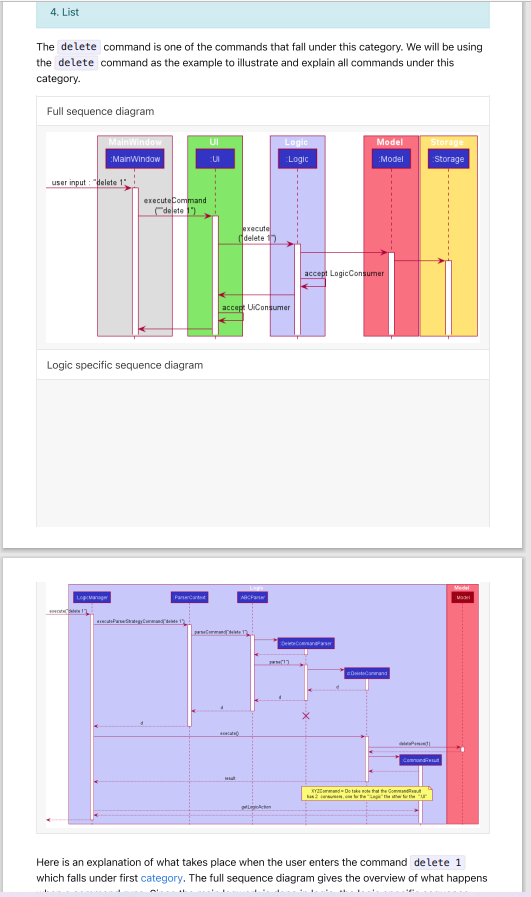 4. List
The delete command is one of the commands that fall under this category. We will be using
the delete command as the example to illustrate and explain all commands under this
category.
Full sequence diagram
MainWindow
UI
Logic
Model
Storage
:MainWindow
:Ui
:Logic
:Model
:Storage
user input : "delete 1"
executeCommand
(""delete 1")
execute
("delete 1")
accept LogicConsumer
accept UiConsumer
Logic specific sequence diagram
Logic
Model
:LogicManager
:ParserContext
:ABCParser
:Model
execute("delete 1")
executeParserStrategyCommand("delete 1")
parseCommand("delete 1")
:DeleteCommandParser
parse("1")
d:DeleteCommand
d
d
d
d
execute()
deletePerson(1)
:CommandResult
result
XYZCommand = Do take note that the CommandResult
has 2 consumers, one for the ":Logic" the other for the ":UI"
getLogicAction
Here is an explanation of what takes place when the user enters the command delete 1
which falls under first category. The full sequence diagram gives the overview of what happens